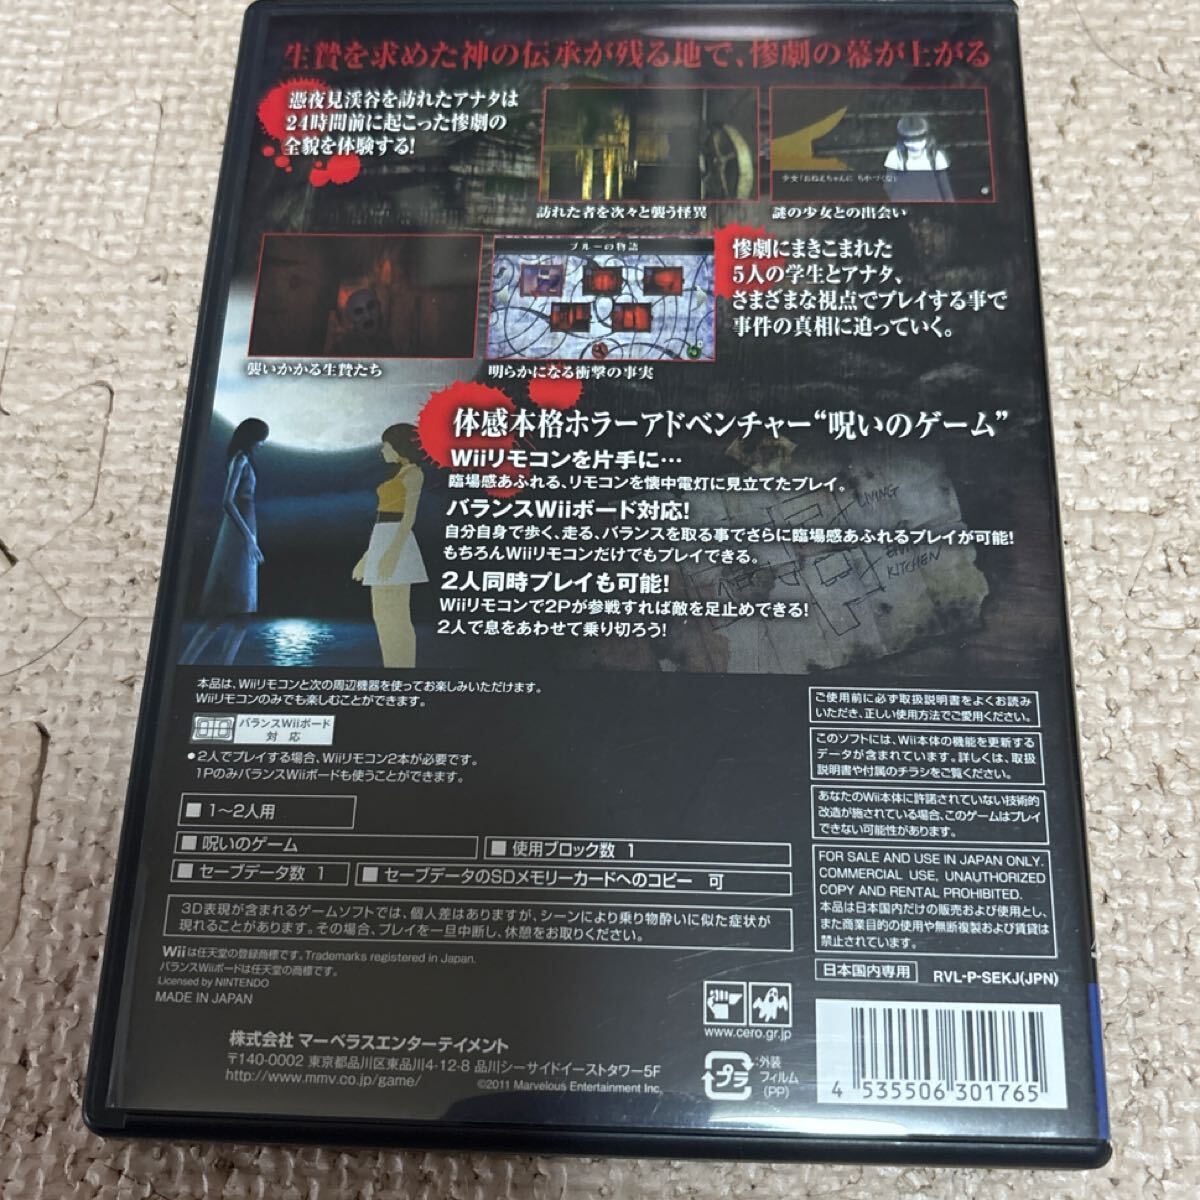 生贄を求めた神の伝承が残る地で、惨劇の幕が上がる
憑夜見渓谷を訪れたアナタは
24時間前に起こった惨劇の
全貌を体験する!
少女「おねえちゃんに ちかづくな」
訪れた者を次々と襲う怪異
謎の少女との出会い
ブルーの物語
惨劇にまきこまれた
5人の学生とアナタ、
さまざまな視点でプレイする事で
事件の真相に迫っていく。
襲いかかる生贄たち
明らかになる衝撃の事実
体感本格ホラーアドベンチャー“呪いのゲーム”
Wiiリモコンを片手に…
臨場感あふれる、リモコンを懐中電灯に見立てたプレイ。
バランスWiiボード対応!
自分自身で歩く、走る、バランスを取る事でさらに臨場感あふれるプレイが可能!
もちろんWiiリモコンだけでもプレイできる。
2人同時プレイも可能!
Wiiリモコンで2Pが参戦すれば敵を足止めできる!
2人で息をあわせて乗り切ろう!
LIVING
KITCHEN
本品は、Wiiリモコンと次の周辺機器を使ってお楽しみいただけます。
Wiiリモコンのみでも楽しむことができます。
バランスWiiボード
対応
●2人でプレイする場合、Wiiリモコン2本が必要です。
1PのみバランスWiiボードも使うことができます。
■1〜2人用
■呪いのゲーム
■使用ブロック数 1
■セーブデータ数 1
■セーブデータのSDメモリーカードへのコピー 可
3D表現が含まれるゲームソフトでは、個人差はありますが、シーンにより乗り物酔いに似た症状が
現れることがあります。その場合、プレイを一旦中断し、休憩をお取りください。
Wiiは任天堂の登録商標です。Trademarks registered in Japan.
バランスWiiボードは任天堂の商標です。
Licensed by NINTENDO
MADE IN JAPAN
株式会社 マーベラスエンターテイメント
〒140-0002 東京都品川区東品川4-12-8 品川シーサイドイーストタワー5F
http://www.mmv.co.jp/game/
©2011 Marvelous Entertainment Inc.
ご使用前に必ず取扱説明書をよくお読み
いただき、正しい使用方法でご愛用ください。
このソフトには、Wii本体の機能を更新する
データが含まれています。詳しくは、取扱
説明書や付属のチラシをご覧ください。
あなたのWii本体に許諾されていない技術的
改造が施されている場合、このゲームはプレイ
できない可能性があります。
FOR SALE AND USE IN JAPAN ONLY.
COMMERCIAL USE, UNAUTHORIZED
COPY AND RENTAL PROHIBITED.
本品は日本国内だけの販売および使用とし、
また商業目的の使用や無断複製および賃貸は
禁止されています。
日本国内専用
RVL-P-SEKJ(JPN)
www.cero.gr.jp
プラ
:外装
フィルム
(PP)
4 535506 301765